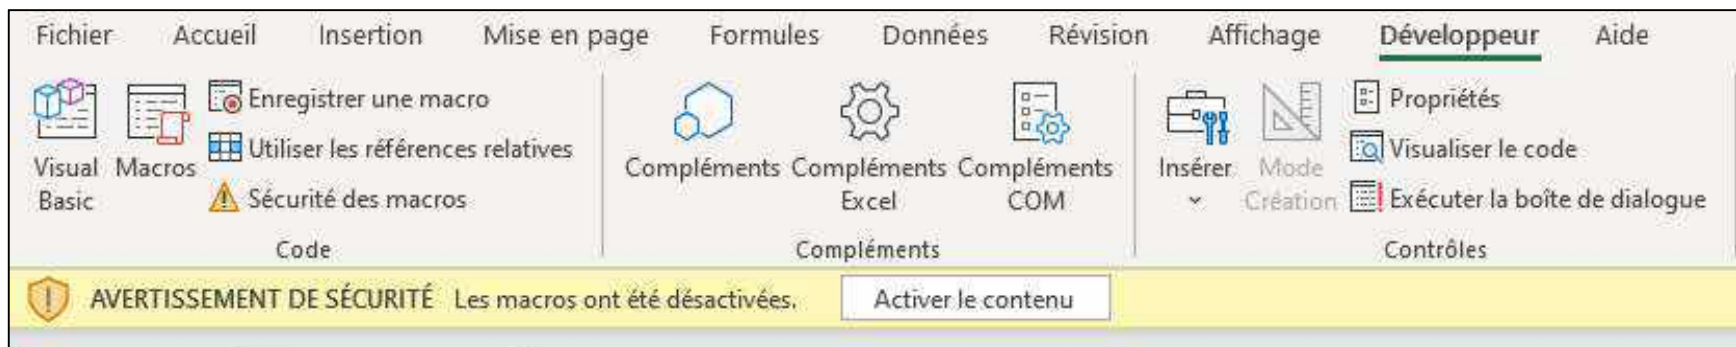 Fichier Accueil Insertion Mise en page Formules Données Révision Affichage Développeur Aide
Visual Basic
Macros
Enregistrer une macro
Utiliser les références relatives
Sécurité des macros
Code
Compléments
Compléments Excel
Compléments COM
Compléments
Insérer
Mode Création
Propriétés
Visualiser le code
Exécuter la boîte de dialogue
Contrôles
AVERTISSEMENT DE SÉCURITÉ Les macros ont été désactivées. Activer le contenu